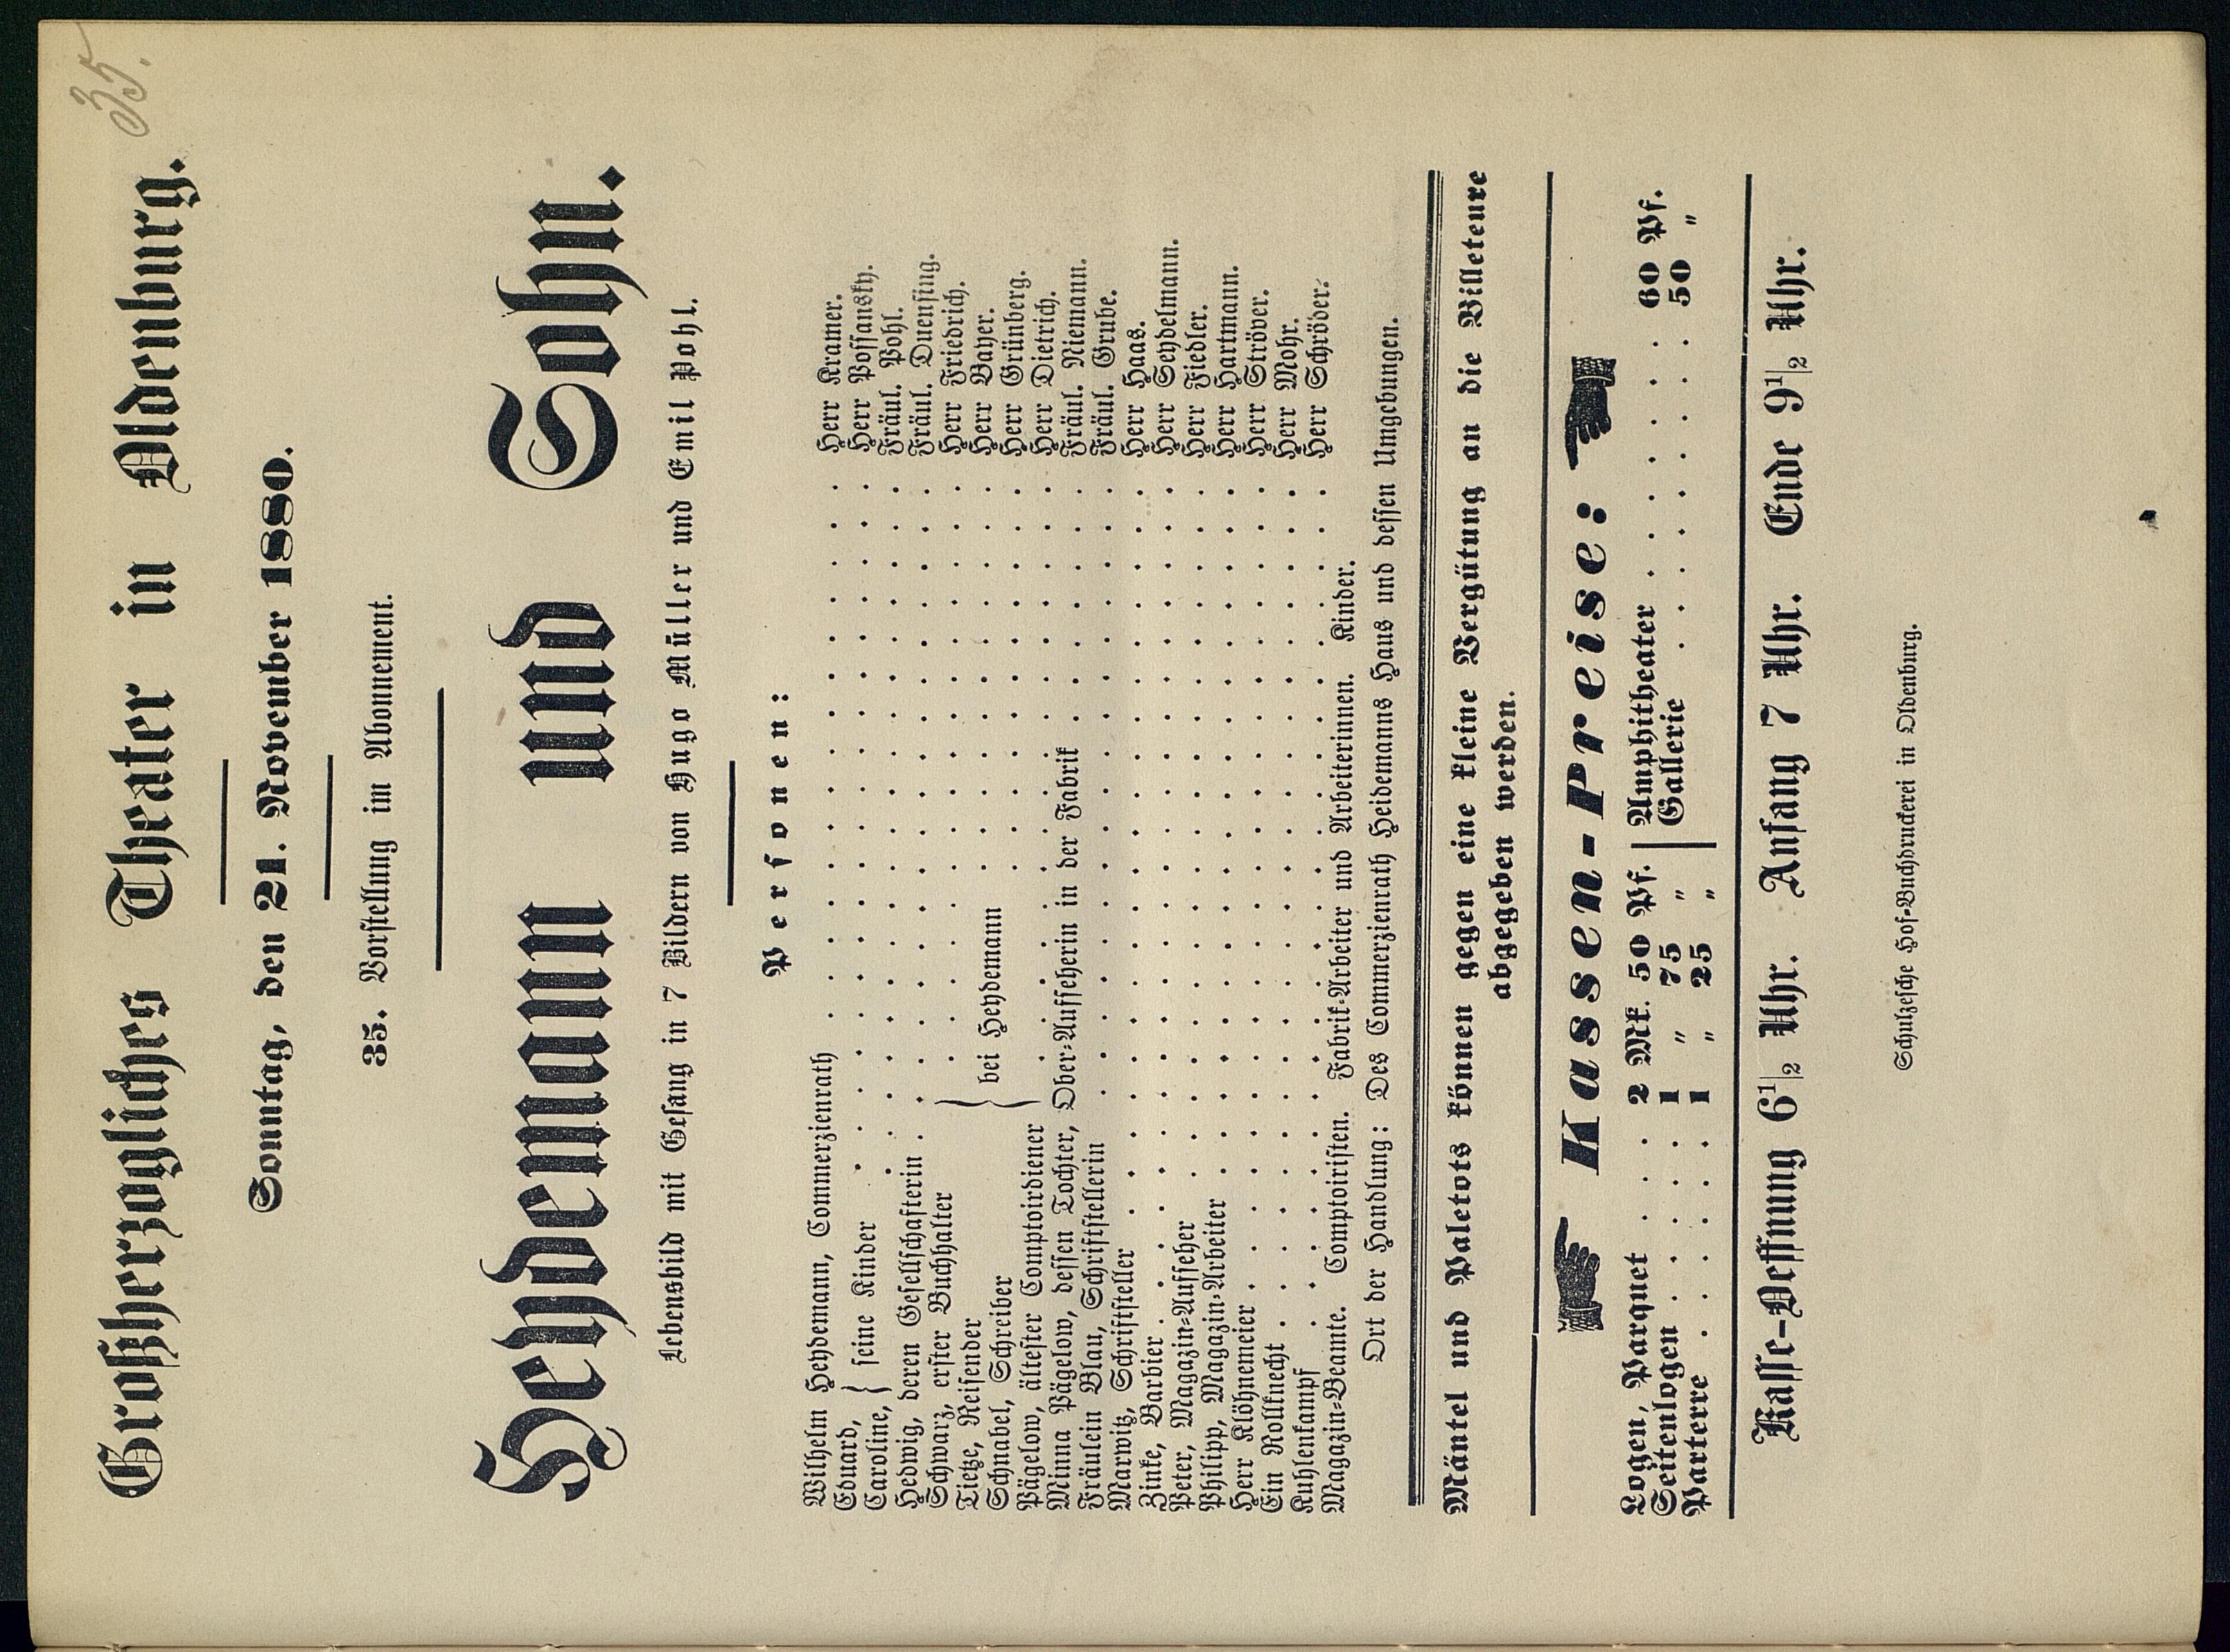 35.
Großherzogliches Theater in Oldenburg.
Sonntag, den 21. November 1880.
35. Vorstellung im Abonnement.
Heydemann und Sohn.
Lebensbild mit Gesang in 7 Bildern von Hugo Müller und Emil Pohl.
Personen:
Wilhelm Heydemann, Commerzienrath . . . . . . . . . . . . . . . . Herr Kramer.
Eduard, } seine Kinder . . . . . . . . . . . . . . . . . . . Herr Possansky.
Caroline, . . . . . . . . . . . . . . . . . . . Fräul. Pohl.
Hedwig, deren Gesellschafterin . . . . . . . . . . . . . . . . . . Fräul. Duensing.
Schwarz, erster Buchhalter . . . . . . . . . . . . . . . . Herr Friedrich.
Tietze, Reisender } bei Heydemann . . . . . . . . . . . . Herr Bayer.
Schnabel, Schreiber . . . . . . . . . . . . Herr Grünberg.
Pägelow, ältester Comptoirdiener . . . . . . . . . . . . . . . . Herr Dietrich.
Minna Pägelow, dessen Tochter, Ober-Aufseherin in der Fabrik . . . . . . . Fräul. Niemann.
Fräulein Blau, Schriftstellerin . . . . . . . . . . . . . . . . . Fräul. Grube.
Marwitz, Schriftsteller . . . . . . . . . . . . . . . . . . . . Herr Haas.
Zinke, Barbier . . . . . . . . . . . . . . . . . . . . . . Herr Seydelmann.
Peter, Magazin-Aufseher . . . . . . . . . . . . . . . . . . . Herr Fiedler.
Philipp, Magazin-Arbeiter . . . . . . . . . . . . . . . . . . . Herr Hartmann.
Herr Klöhnemeier . . . . . . . . . . . . . . . . . . . . . Herr Ströver.
Ein Rollknecht . . . . . . . . . . . . . . . . . . . . . . Herr Mohr.
Kuhlenkampf . . . . . . . . . . . . . . . . . . . . . . Herr Schröder.
Magazin-Beamte. Comptoiristen. Fabrik-Arbeiter und Arbeiterinnen. Kinder.
Ort der Handlung: Des Commerzienrath Heidemanns Haus und dessen Umgebungen.
Mäntel und Paletots können gegen eine kleine Vergütung an die Billeteure
abgegeben werden.
Kassen-Preise:
Logen, Parquet . . . 2 Mk. 50 Pf. | Amphitheater . . . . . . . 60 Pf.
Seitenlogen . . . . . 1 „ 75 „ | Gallerie . . . . . . . . . 50 „
Parterre . . . . . . 1 „ 25 „
Kasse-Oeffnung 6 1/2 Uhr. Anfang 7 Uhr. Ende 9 1/2 Uhr.
Schulzesche Hof-Buchdruckerei in Oldenburg.